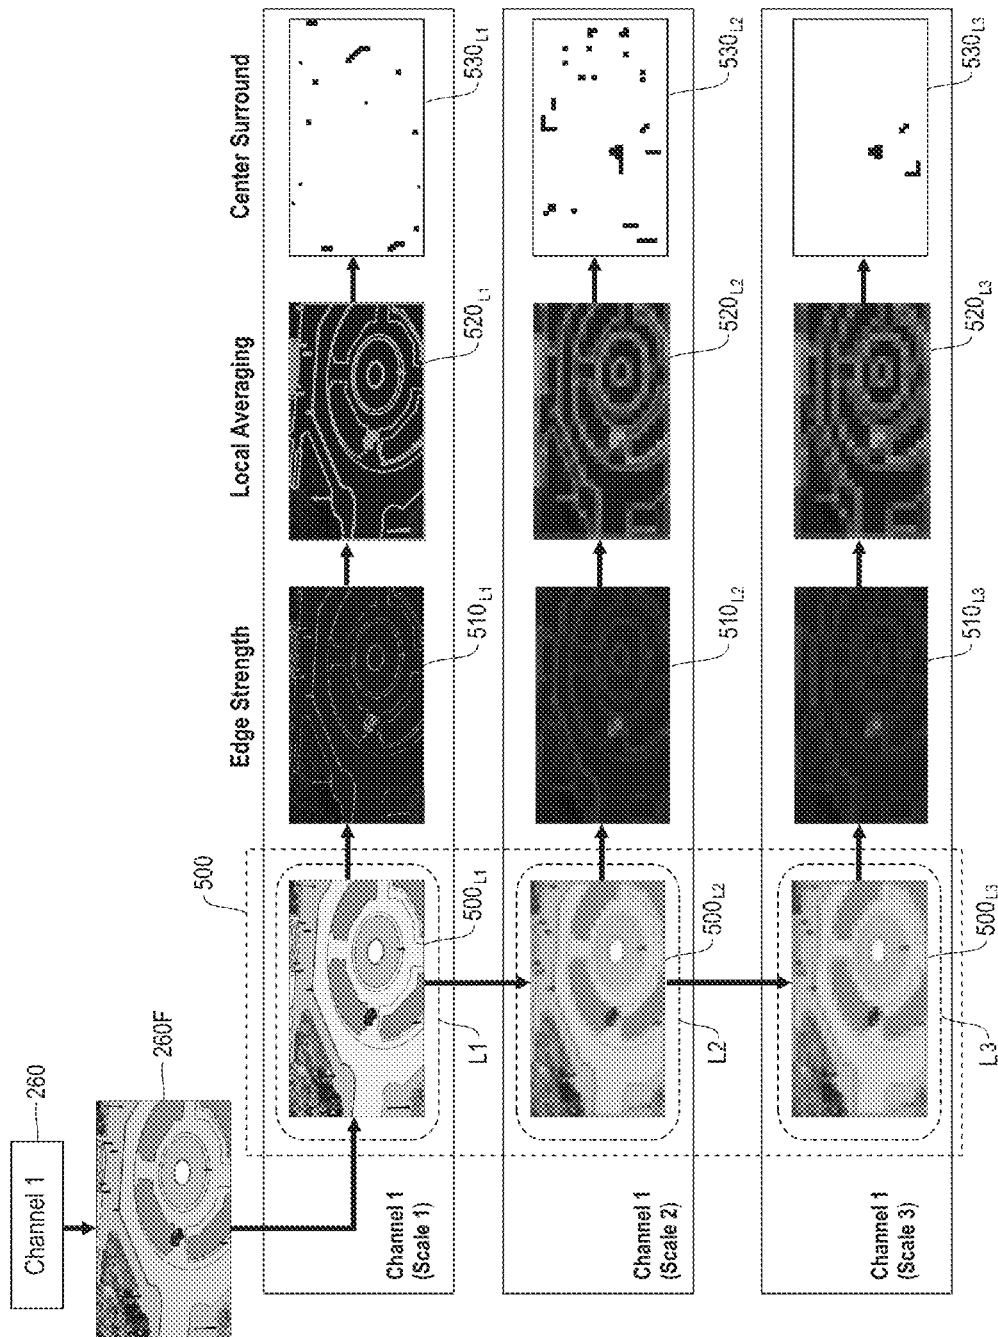 Channel 1
260
260F
500
Edge Strength
Local Averaging
Center Surround
Channel 1
(Scale 1)
L1
500L1
510L1
520L1
530L1
Channel 1
(Scale 2)
L2
500L2
510L2
520L2
530L2
Channel 1
(Scale 3)
L3
500L3
510L3
520L3
530L3